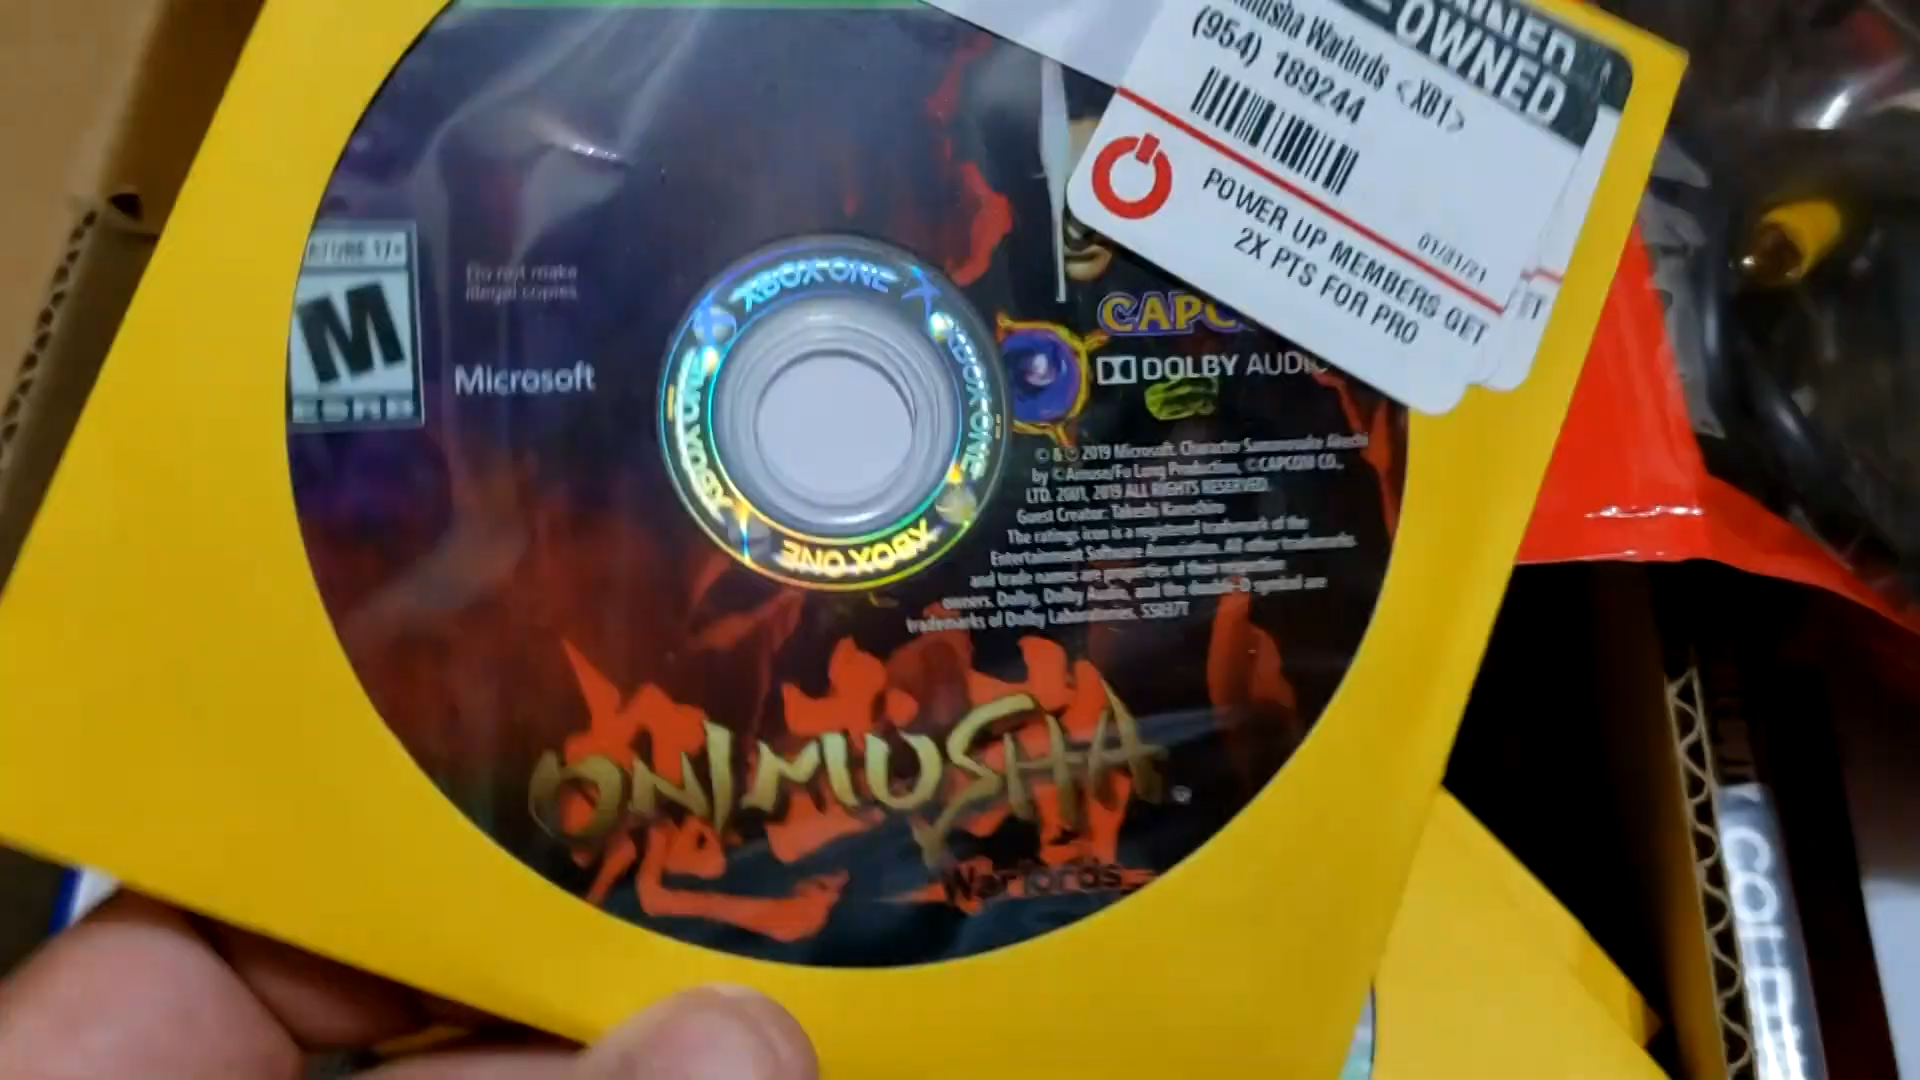 OWNED
Warlords <XB1>
(954) 189244
01/31/21
POWER UP MEMBERS GET
2X PTS FOR PRO
ET
M
ESRB
Do not make
illegal copies.
Microsoft
XBOX ONE
XBOX ONE
XBOX ONE
XBOX ONE
DOLBY
© & ℗ 2019 Microsoft. Character Samanosuke Akechi
by ©Amuse/Fu Long Production, ©CAPCOM CO.,
LTD. 2001, 2019 ALL RIGHTS RESERVED.
Guest Creator: Takeshi Kaneshiro
The ratings icon is a registered trademark of the
Entertainment Software Association. All other trademarks
and trade names are properties of their respective
owners. Dolby, Dolby Audio, and the double-D symbol are
trademarks of Dolby Laboratories.
ONIMUSHA
Warlords